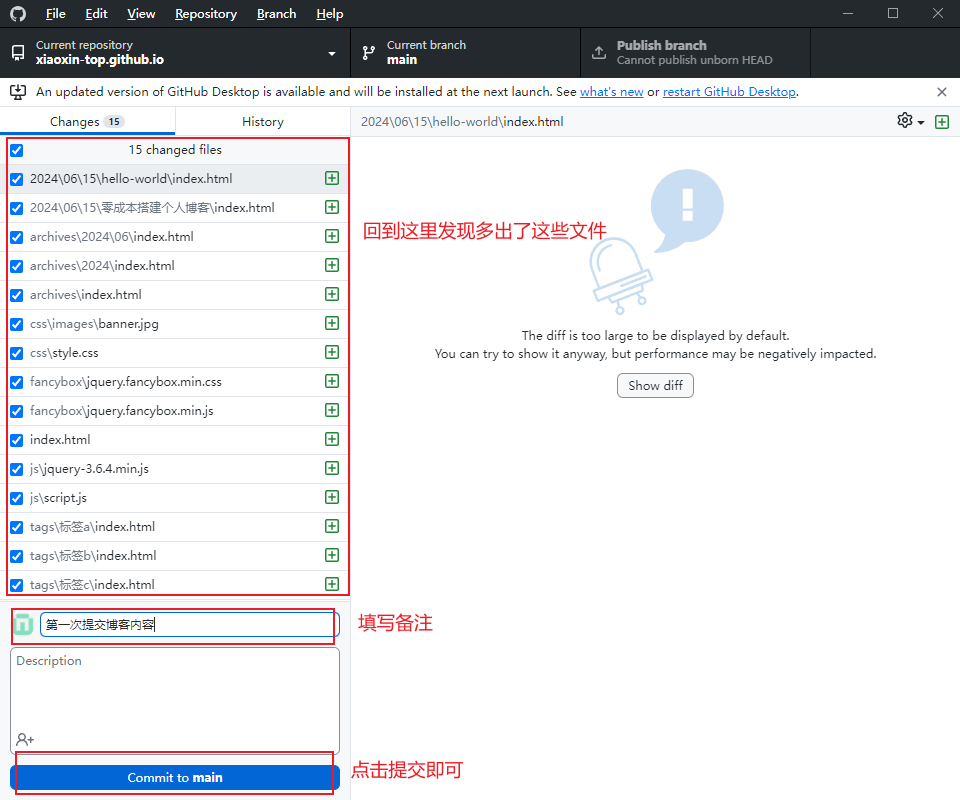 File Edit View Repository Branch Help
Current repository
xiaoxin-top.github.io
Current branch
main
Publish branch
Cannot publish unborn HEAD
An updated version of GitHub Desktop is available and will be installed at the next launch. See what's new or restart GitHub Desktop.
Changes 15
History
2024\06\15\hello-world\index.html
15 changed files
2024\06\15\hello-world\index.html
2024\06\15\零成本搭建个人博客\index.html
archives\2024\06\index.html
archives\2024\index.html
archives\index.html
css\images\banner.jpg
css\style.css
fancybox\jquery.fancybox.min.css
fancybox\jquery.fancybox.min.js
index.html
js\jquery-3.6.4.min.js
js\script.js
tags\标签a\index.html
tags\标签b\index.html
tags\标签c\index.html
回到这里发现多出了这些文件
The diff is too large to be displayed by default.
You can try to show it anyway, but performance may be negatively impacted.
Show diff
第一次提交博客内容
填写备注
Description
Commit to main
点击提交即可